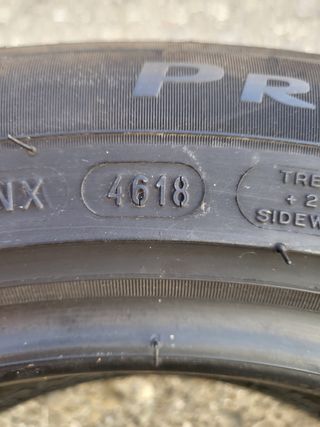 PR
NX 4618 TRE
+ 2
SIDEW